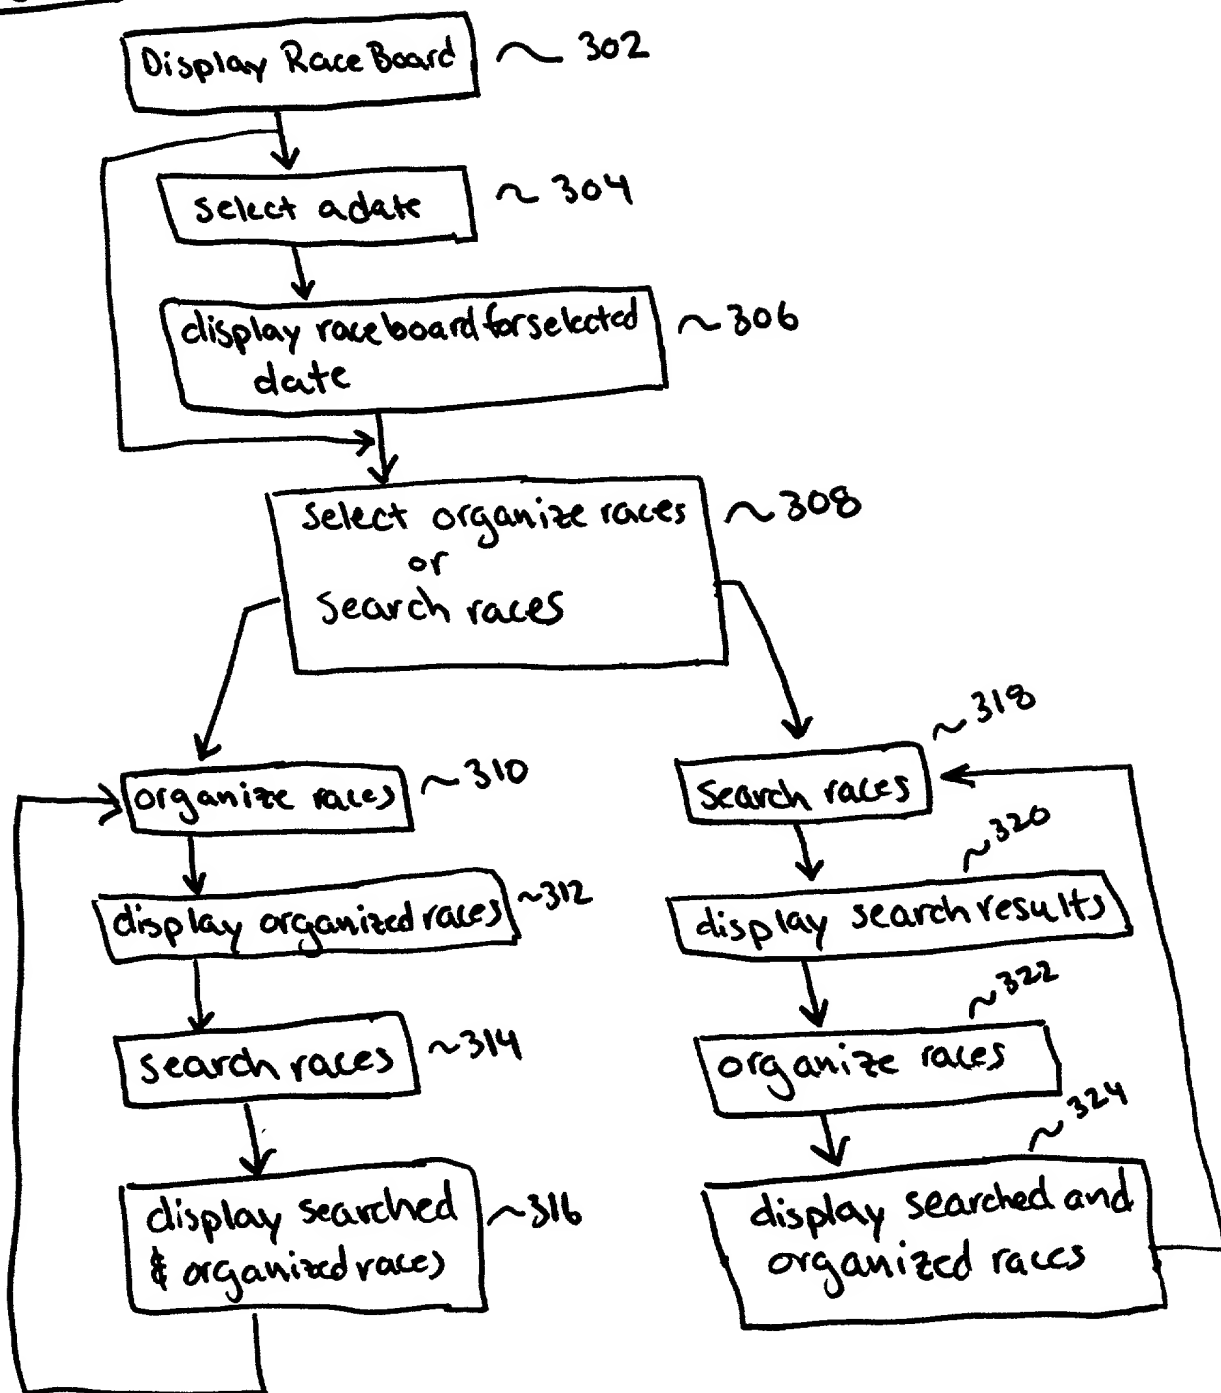 Display Race Board
302
select a date
304
display race board for selected
date
306
Select organize races
or
Search races
308
organize races
310
display organized races
312
search races
314
display searched
& organized races
316
Search races
318
display search results
320
organize races
322
display searched and
organized races
324